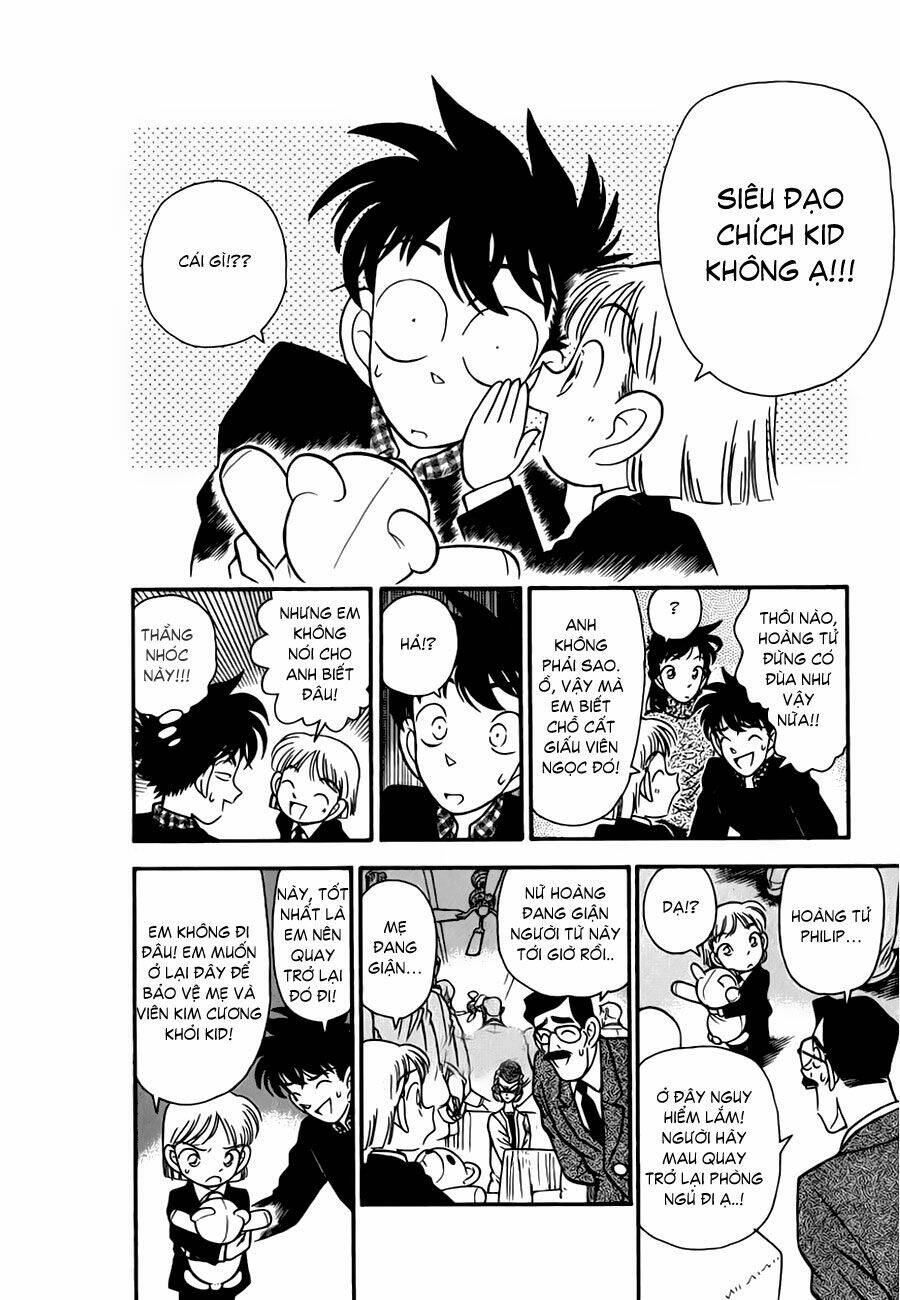 SIÊU ĐẠO
CHÍCH KID
KHÔNG Ạ!!!
CÁI GÌ!??
THÔI NÀO,
HOÀNG TỬ
ĐỪNG CÓ
ĐÙA NHƯ
VẬY
NỮA!!
?
ANH
KHÔNG
PHẢI SAO.
Ồ, VẬY MÀ
EM BIẾT
CHỖ CẤT
GIẤU VIÊN
NGỌC ĐÓ!
HẢ!?
NHƯNG EM
KHÔNG
NÓI CHO
ANH BIẾT
ĐÂU!
THẰNG
NHÓC
NÀY!!!
HOÀNG TỬ
PHILIP...
DẠ!?
Ở ĐÂY NGUY
HIỂM LẮM!
NGƯỜI HÃY
MAU QUAY
TRỞ LẠI PHÒNG
NGỦ ĐI Ạ..!
NỮ HOÀNG
ĐANG GIẬN
NGƯỜI TỪ NÃY
TỚI GIỜ RỒI..
MẸ
ĐANG
GIẬN...
NÀY, TỐT
NHẤT LÀ
EM NÊN
QUAY
TRỞ LẠI
ĐÓ ĐI!
EM KHÔNG ĐI
ĐÂU! EM MUỐN
Ở LẠI ĐÂY ĐỂ
BẢO VỆ MẸ VÀ
VIÊN KIM CƯƠNG
KHỎI KID!